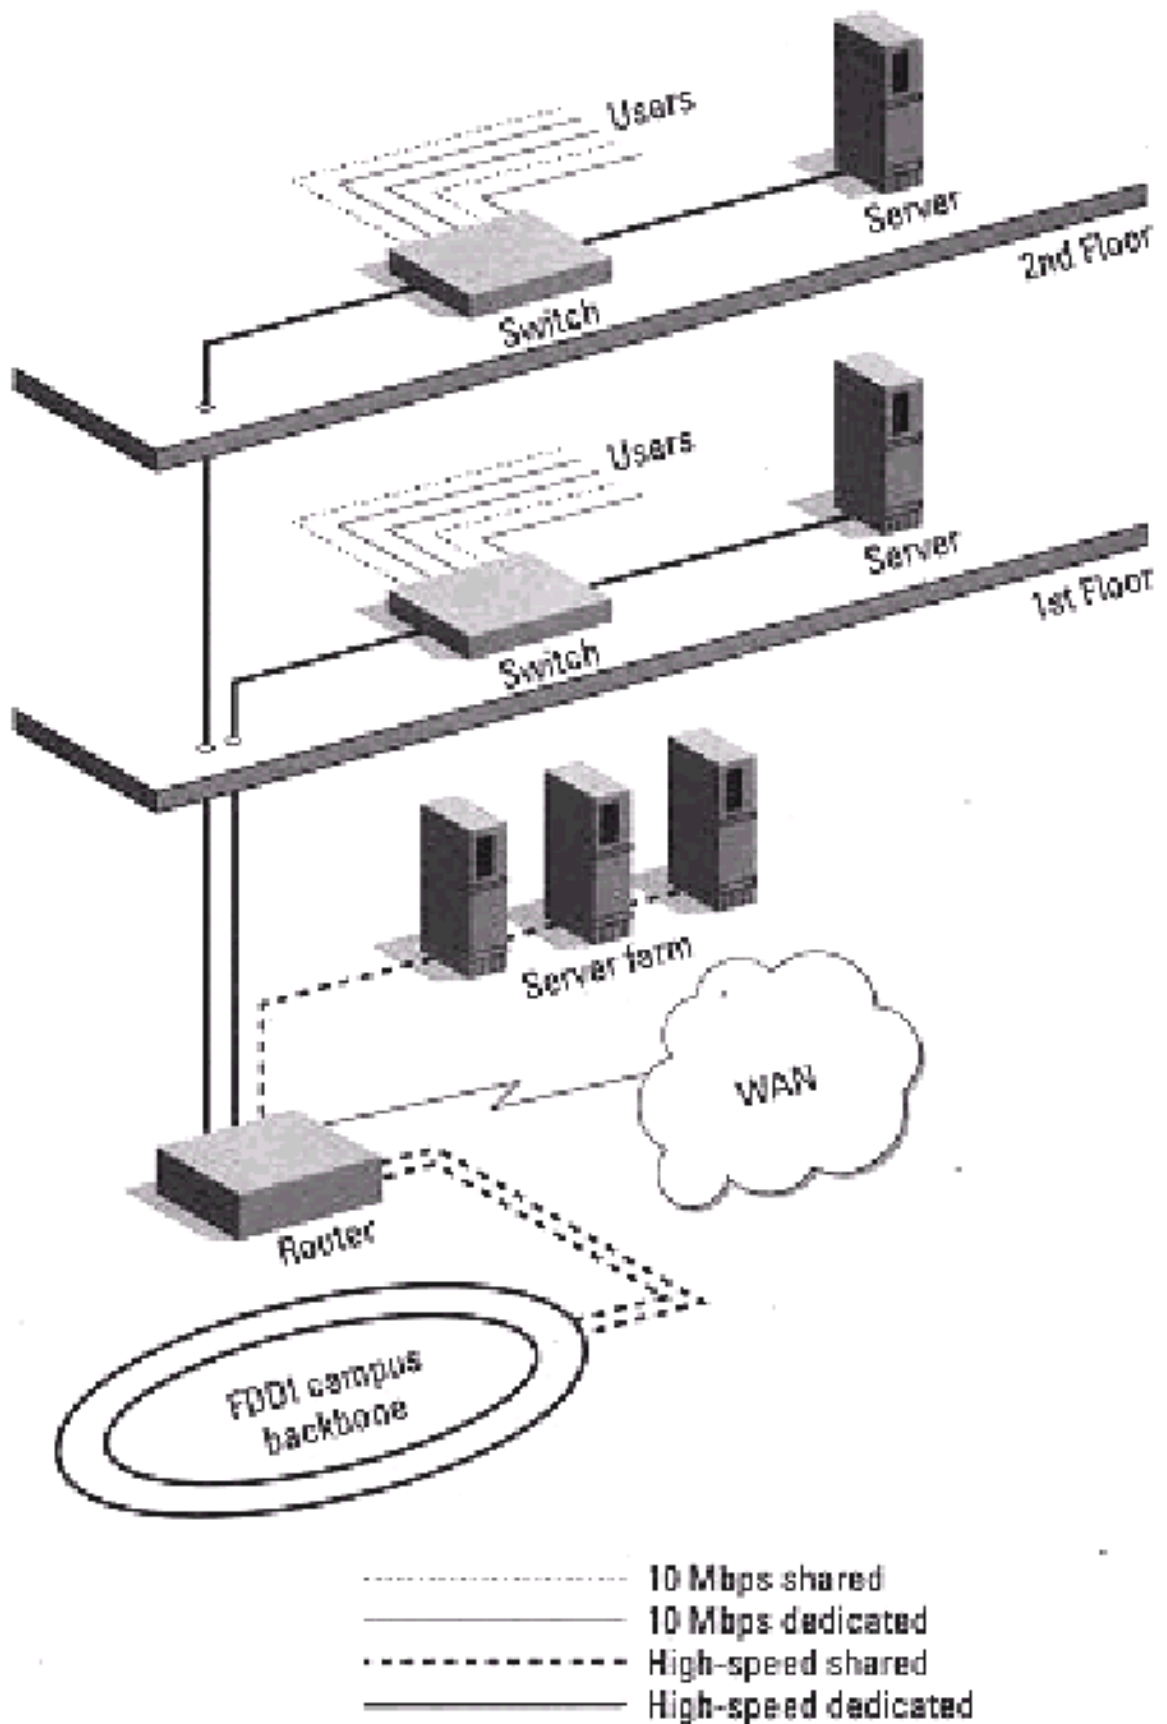 Users
Server
2nd Floor
Switch
Users
Server
1st Floor
Switch
Server farm
WAN
Router
FDDI campus
backbone
10 Mbps shared
10 Mbps dedicated
High-speed shared
High-speed dedicated